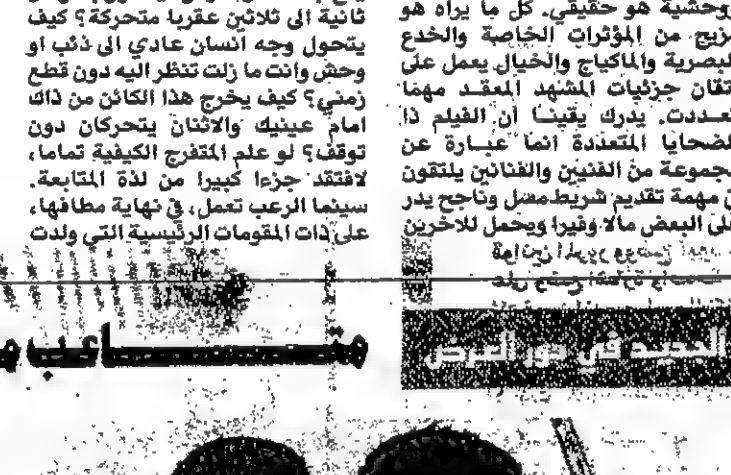 ووحشية هو حقيقي. كل ما يراه هو
مزيج من المؤثرات الخاصة والخدع
البصرية والماكياج والخيال يعمل على
اتقان جزئيات المشهد المعقد مهما
تعددت. يدرك يقينا أن الفيلم ذا
الضحايا المتعددة انما عبارة عن
مجموعة من الفنيين والفنانين يلتقون
مهمة تقديم شريط مسل وناجح يدر
على البعض مالا وفيرا ويحمل للاخرين
الجديد في دور العرض
ثانية الى ثلاثين عقربا متحركة؟ كيف
يتحول وجه انسان عادي الى ذئب او
وحش وانت ما زلت تنظر اليه دون قطع
زمني؟ كيف يخرج هذا الكائن من ذاك
امام عينيك والاثنان يتحركان دون
توقف؟ لو علم المتفرج الكيفية تماما،
لافتقد جزءا كبيرا من لذة المتابعة.
سينما الرعب تعمل، في نهاية مطافها،
على ذات المقومات الرئيسية التي ولدت
متـــــاعب